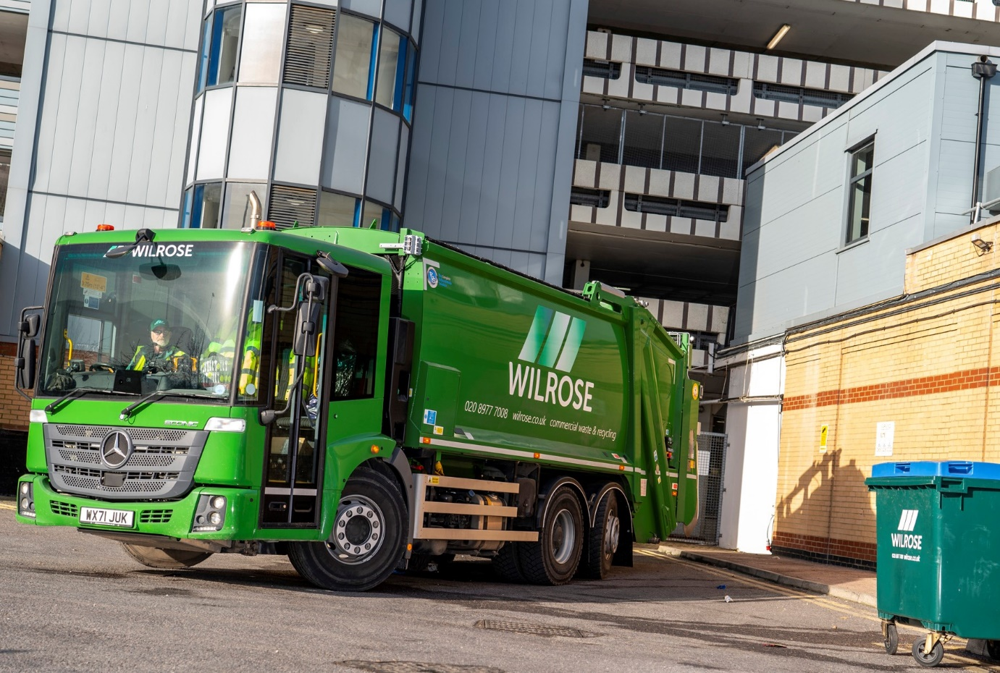 WILROSE
WILROSE
020 8977 7008 wilrose.co.uk commercial waste & recycling
ECONIC
WX71 JUK
WILROSE